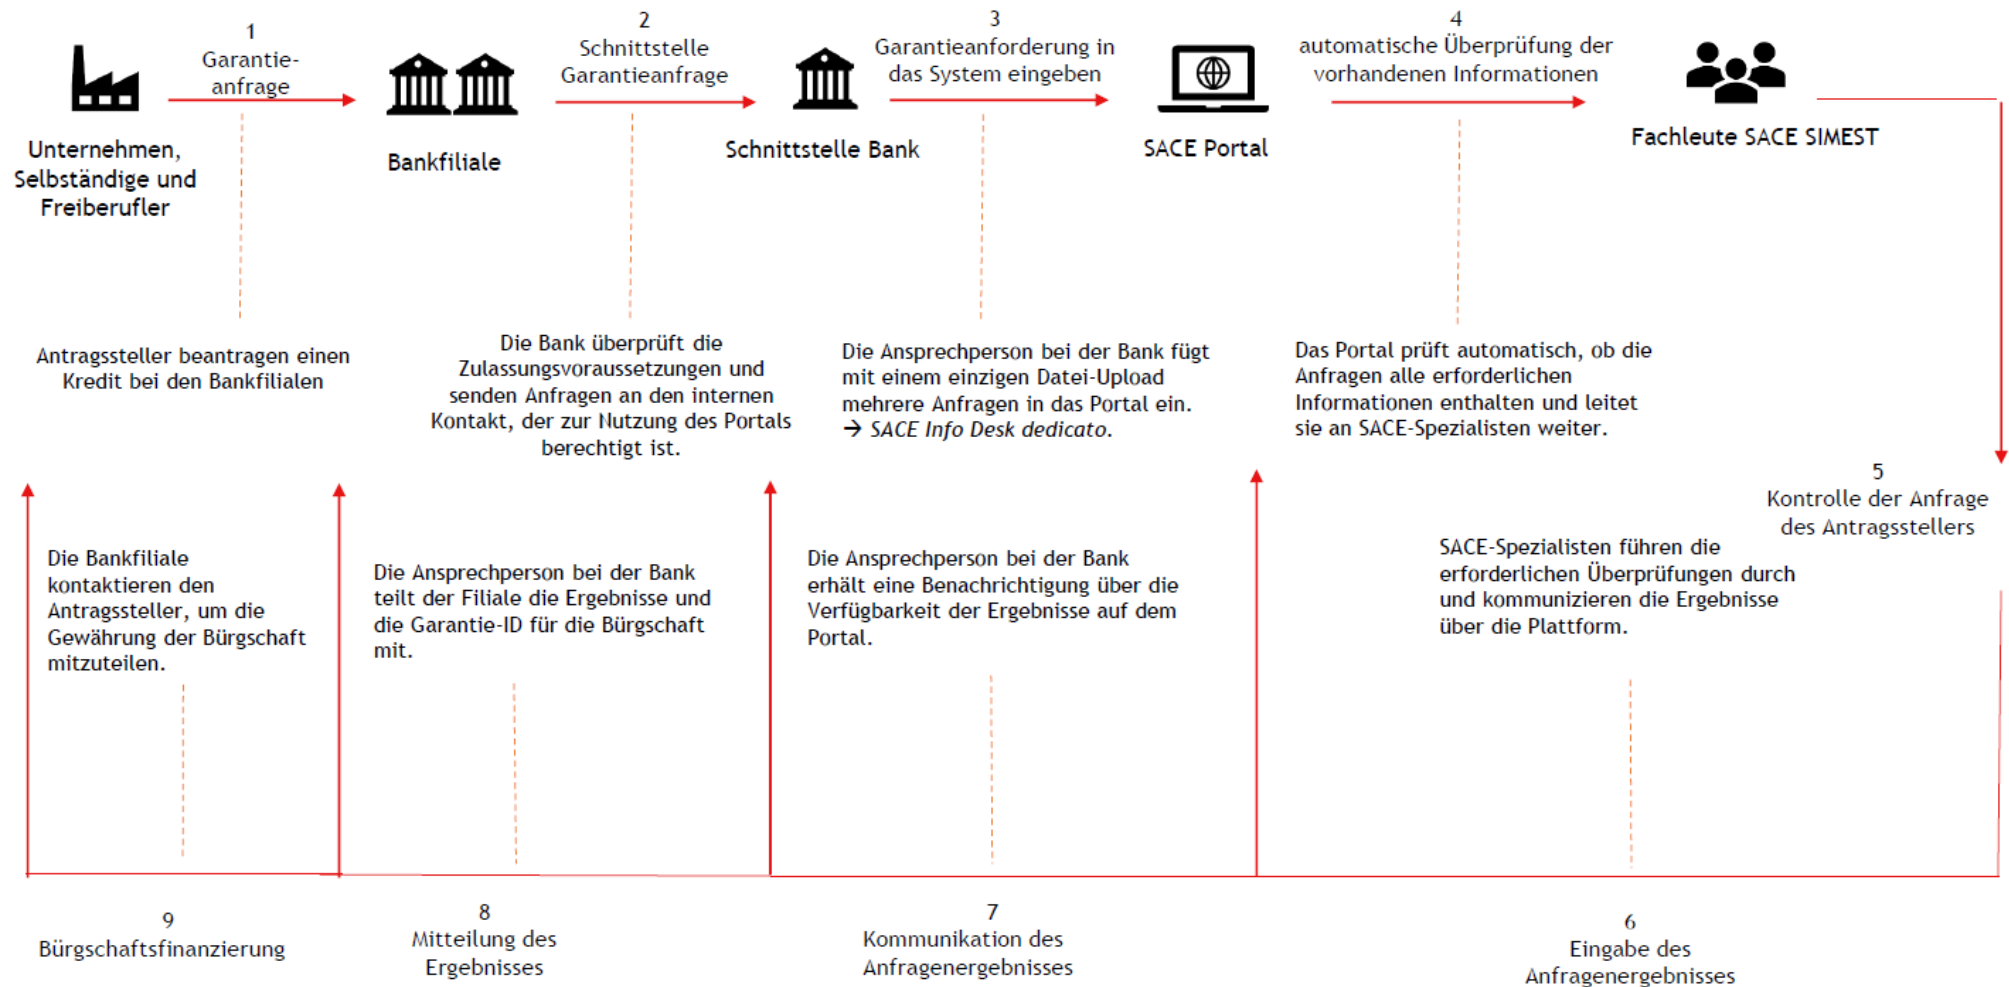 1
Garantie-
anfrage
2
Schnittstelle
Garantieanfrage
3
Garantieanforderung in
das System eingeben
4
automatische Überprüfung der
vorhandenen Informationen
Unternehmen,
Selbständige und
Freiberufler
Bankfiliale
Schnittstelle Bank
SACE Portal
Fachleute SACE SIMEST
Antragssteller beantragen einen
Kredit bei den Bankfilialen
Die Bank überprüft die
Zulassungsvoraussetzungen und
senden Anfragen an den internen
Kontakt, der zur Nutzung des Portals
berechtigt ist.
Die Ansprechperson bei der Bank fügt
mit einem einzigen Datei-Upload
mehrere Anfragen in das Portal ein.
→ SACE Info Desk dedicato.
Das Portal prüft automatisch, ob die
Anfragen alle erforderlichen
Informationen enthalten und leitet
sie an SACE-Spezialisten weiter.
5
Kontrolle der Anfrage
des Antragsstellers
Die Bankfiliale
kontaktieren den
Antragssteller, um die
Gewährung der Bürgschaft
mitzuteilen.
Die Ansprechperson bei der Bank
teilt der Filiale die Ergebnisse und
die Garantie-ID für die Bürgschaft
mit.
Die Ansprechperson bei der Bank
erhält eine Benachrichtigung über die
Verfügbarkeit der Ergebnisse auf dem
Portal.
SACE-Spezialisten führen die
erforderlichen Überprüfungen durch
und kommunizieren die Ergebnisse
über die Plattform.
9
Bürgschaftsfinanzierung
8
Mitteilung des
Ergebnisses
7
Kommunikation des
Anfragenergebnisses
6
Eingabe des
Anfragenergebnisses